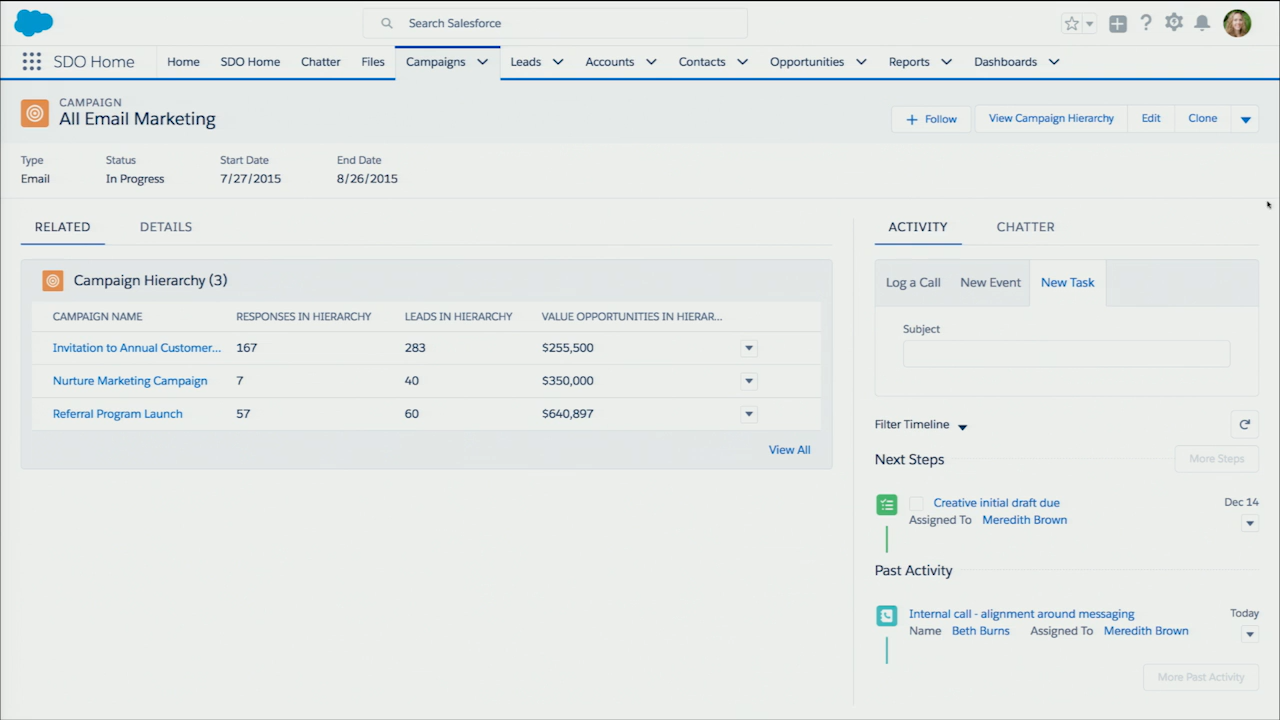 Search Salesforce
SDO Home Home SDO Home Chatter Files Campaigns Leads Accounts Contacts Opportunities Reports Dashboards
CAMPAIGN
All Email Marketing
+ Follow View Campaign Hierarchy Edit Clone
Type Status Start Date End Date
Email In Progress 7/27/2015 8/26/2015
RELATED DETAILS
Campaign Hierarchy (3)
CAMPAIGN NAME RESPONSES IN HIERARCHY LEADS IN HIERARCHY VALUE OPPORTUNITIES IN HIERAR...
Invitation to Annual Customer... 167 283 $255,500
Nurture Marketing Campaign 7 40 $350,000
Referral Program Launch 57 60 $640,897
View All
ACTIVITY CHATTER
Log a Call New Event New Task
Subject
Filter Timeline
Next Steps More Steps
Creative initial draft due Dec 14
Assigned To Meredith Brown
Past Activity
Internal call - alignment around messaging Today
Name Beth Burns Assigned To Meredith Brown
More Past Activity